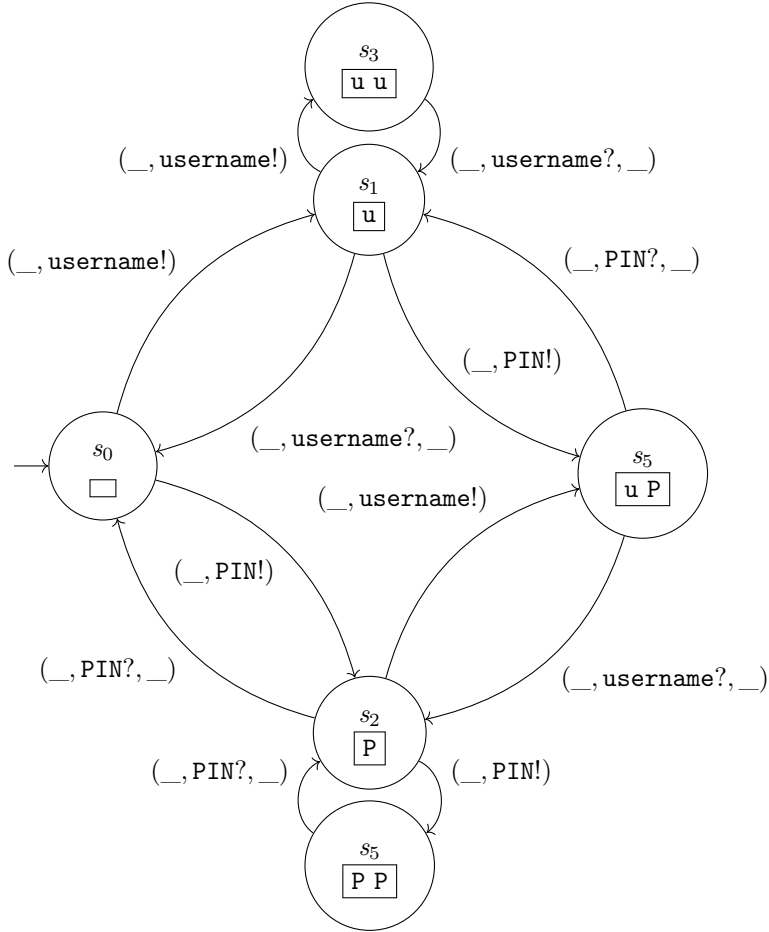 s3
u u
(_, username!)
(_, username?, _)
s1
u
(_, username!)
(_, PIN?, _)
(_, PIN!)
s0
(_, username?, _)
s5
u P
(_, username!)
(_, PIN!)
(_, PIN?, _)
(_, username?, _)
s2
P
(_, PIN?, _)
(_, PIN!)
s5
P P